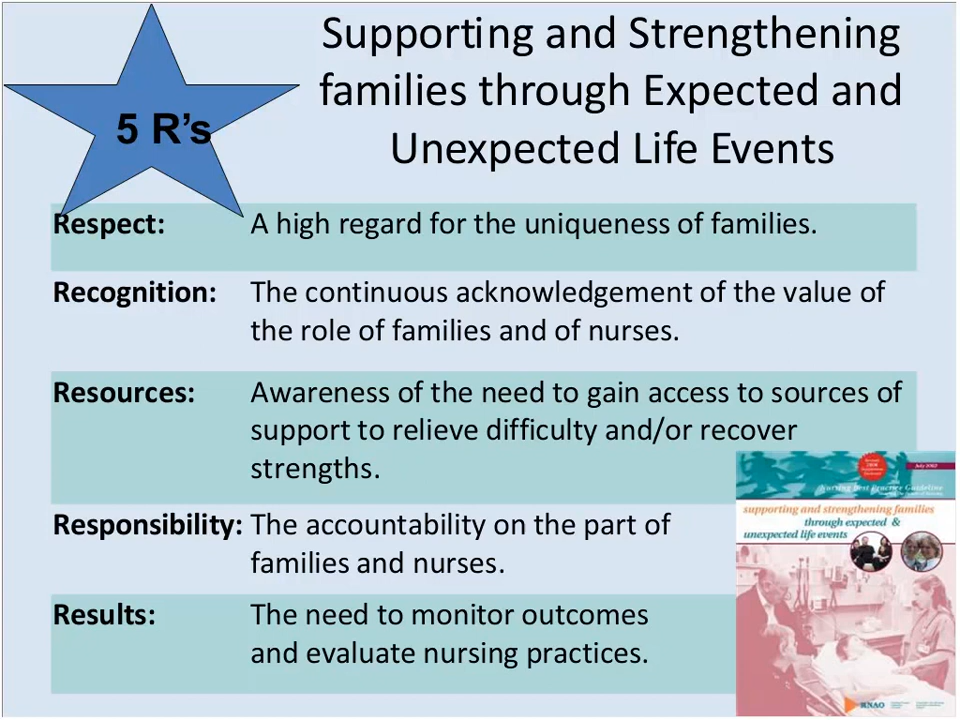 5 R’s
Supporting and Strengthening
families through Expected and
Unexpected Life Events
Respect: A high regard for the uniqueness of families.
Recognition: The continuous acknowledgement of the value of
the role of families and of nurses.
Resources: Awareness of the need to gain access to sources of
support to relieve difficulty and/or recover
strengths.
Responsibility: The accountability on the part of
families and nurses.
Results: The need to monitor outcomes
and evaluate nursing practices.
Nursing Best Practice Guideline
supporting and strengthening families
through expected &
unexpected life events
RNAO